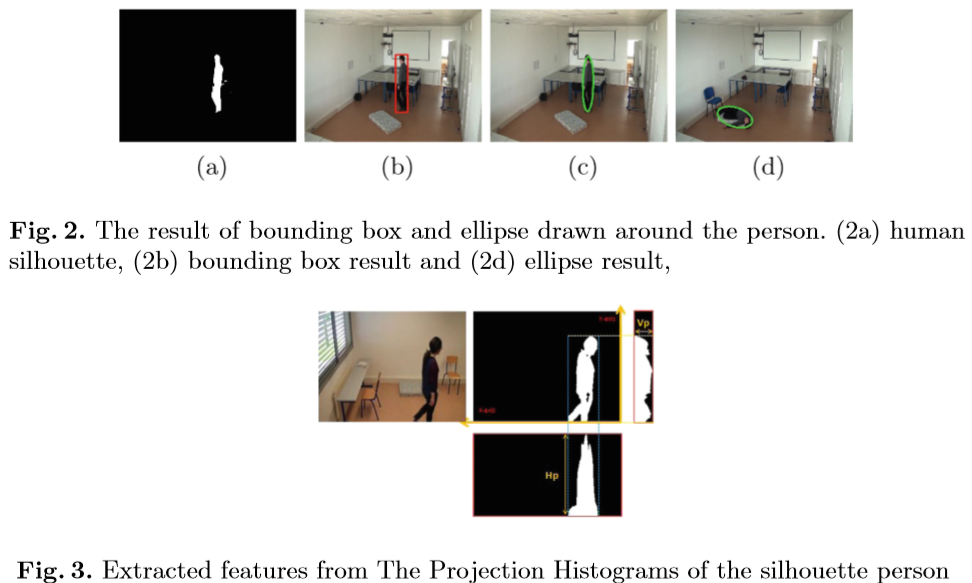 (a) (b) (c) (d)
Fig. 2. The result of bounding box and ellipse drawn around the person. (2a) human
silhouette, (2b) bounding box result and (2d) ellipse result,
Y-axis
Vp
X-axis
Hp
Fig. 3. Extracted features from The Projection Histograms of the silhouette person